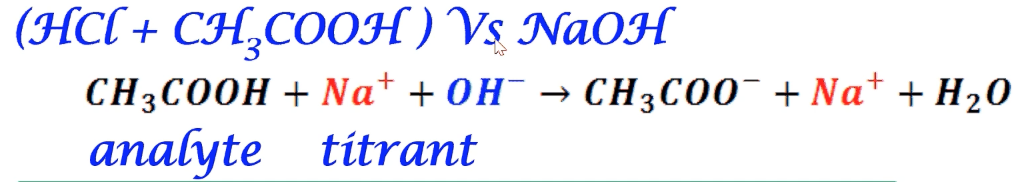 (HCl + CH₃COOH ) Vs NaOH
CH₃COOH + Na⁺ + OH⁻ → CH₃COO⁻ + Na⁺ + H₂O
analyte titrant